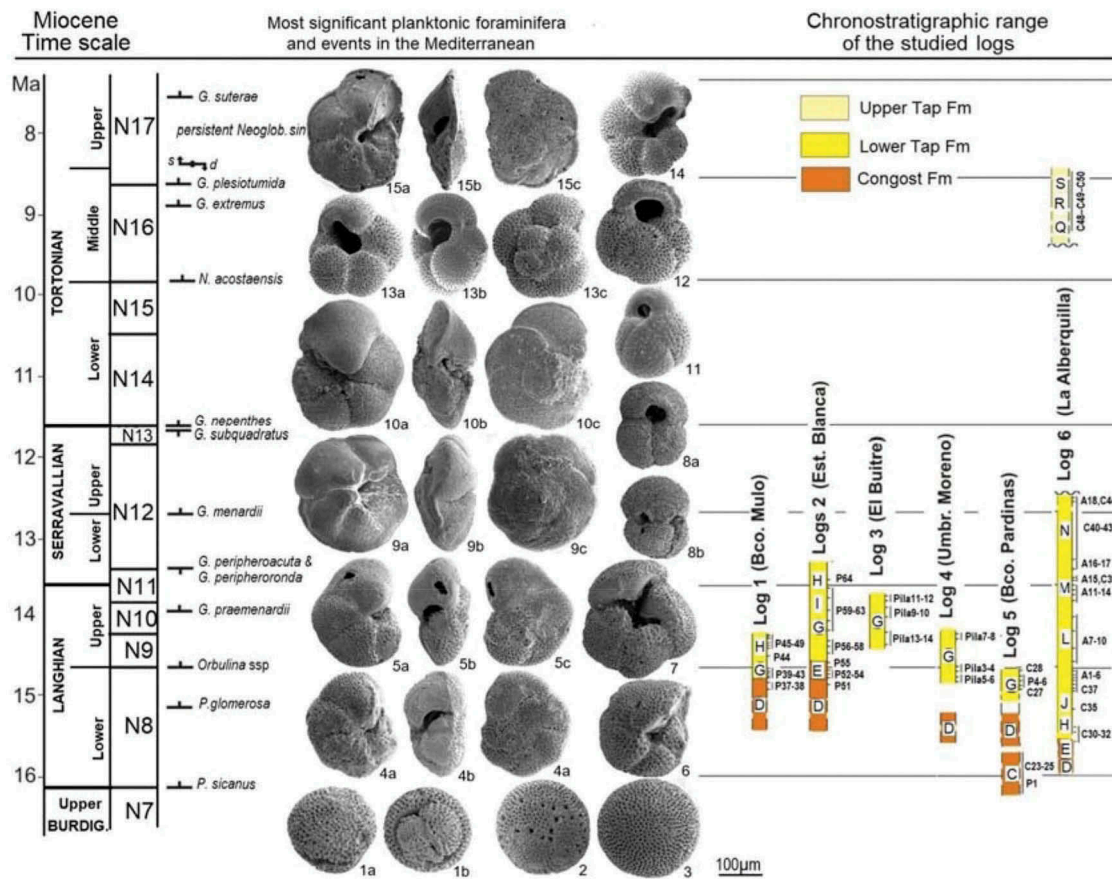 Miocene
Time scale
Most significant planktonic foraminifera
and events in the Mediterranean
Chronostratigraphic range
of the studied logs
Ma
8
9
10
11
12
13
14
15
16
TORTONIAN
Upper
Middle
Lower
SERRAVALLIAN
Upper
Lower
LANGHIAN
Upper
Lower
Upper
BURDIG.
N17
N16
N15
N14
N13
N12
N11
N10
N9
N8
N7
G. suterae
persistent Neoglob. sin
s
d
G. plesiotumida
G. extremus
N. acostaensis
G. nepenthes
G. subquadratus
G. menardii
G. peripheroacuta &
G. peripheroronda
G. praemenardii
Orbulina ssp
P.glomerosa
P. sicanus
15a
15b
15c
14
13a
13b
13c
12
11
10a
10b
10c
8a
9a
9b
9c
8b
5a
5b
5c
7
4a
4b
4a
6
1a
1b
2
3
100µm
Upper Tap Fm
Lower Tap Fm
Congost Fm
Log 1 (Bco. Mulo)
H
G
D
P45-49
P44
P39-43
P37-38
Logs 2 (Est. Blanca)
H
I
G
E
D
P64
P59-63
P56-58
P55
P52-54
P51
Log 3 (El Buitre)
G
Pila11-12
Pila9-10
Pila13-14
Log 4 (Umbr. Moreno)
G
D
Pila7-8
Pila3-4
Pila5-6
Log 5 (Bco. Pardinas)
G
D
C
C28
P4-6
C27
C23-25
P1
Log 6 (La Alberquilla)
S
R
Q
C48-C49-C50
N
M
L
J
H
E
D
A18,C4
C40-43
A16-17
A15,C3
A11-14
A7-10
A1-6
C37
C35
C30-32